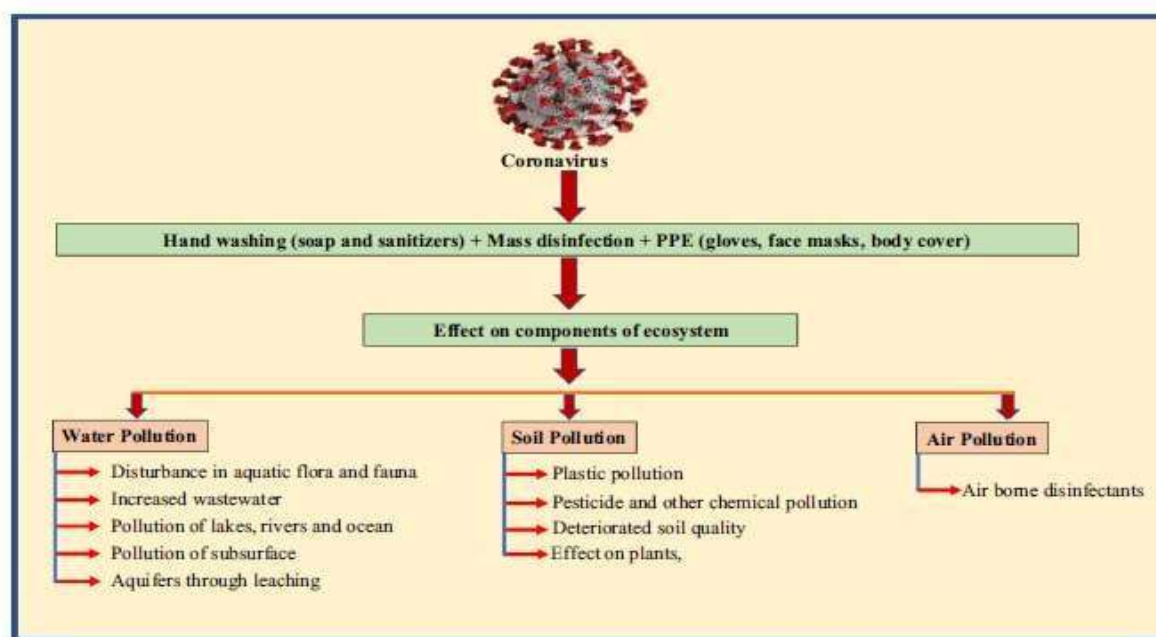 Coronavirus
Hand washing (soap and sanitizers) + Mass disinfection + PPE (gloves, face masks, body cover)
Effect on components of ecosystem
Water Pollution
Disturbance in aquatic flora and fauna
Increased wastewater
Pollution of lakes, rivers and ocean
Pollution of subsurface
Aquifers through leaching
Soil Pollution
Plastic pollution
Pesticide and other chemical pollution
Deteriorated soil quality
Effect on plants,
Air Pollution
Air borne disinfectants